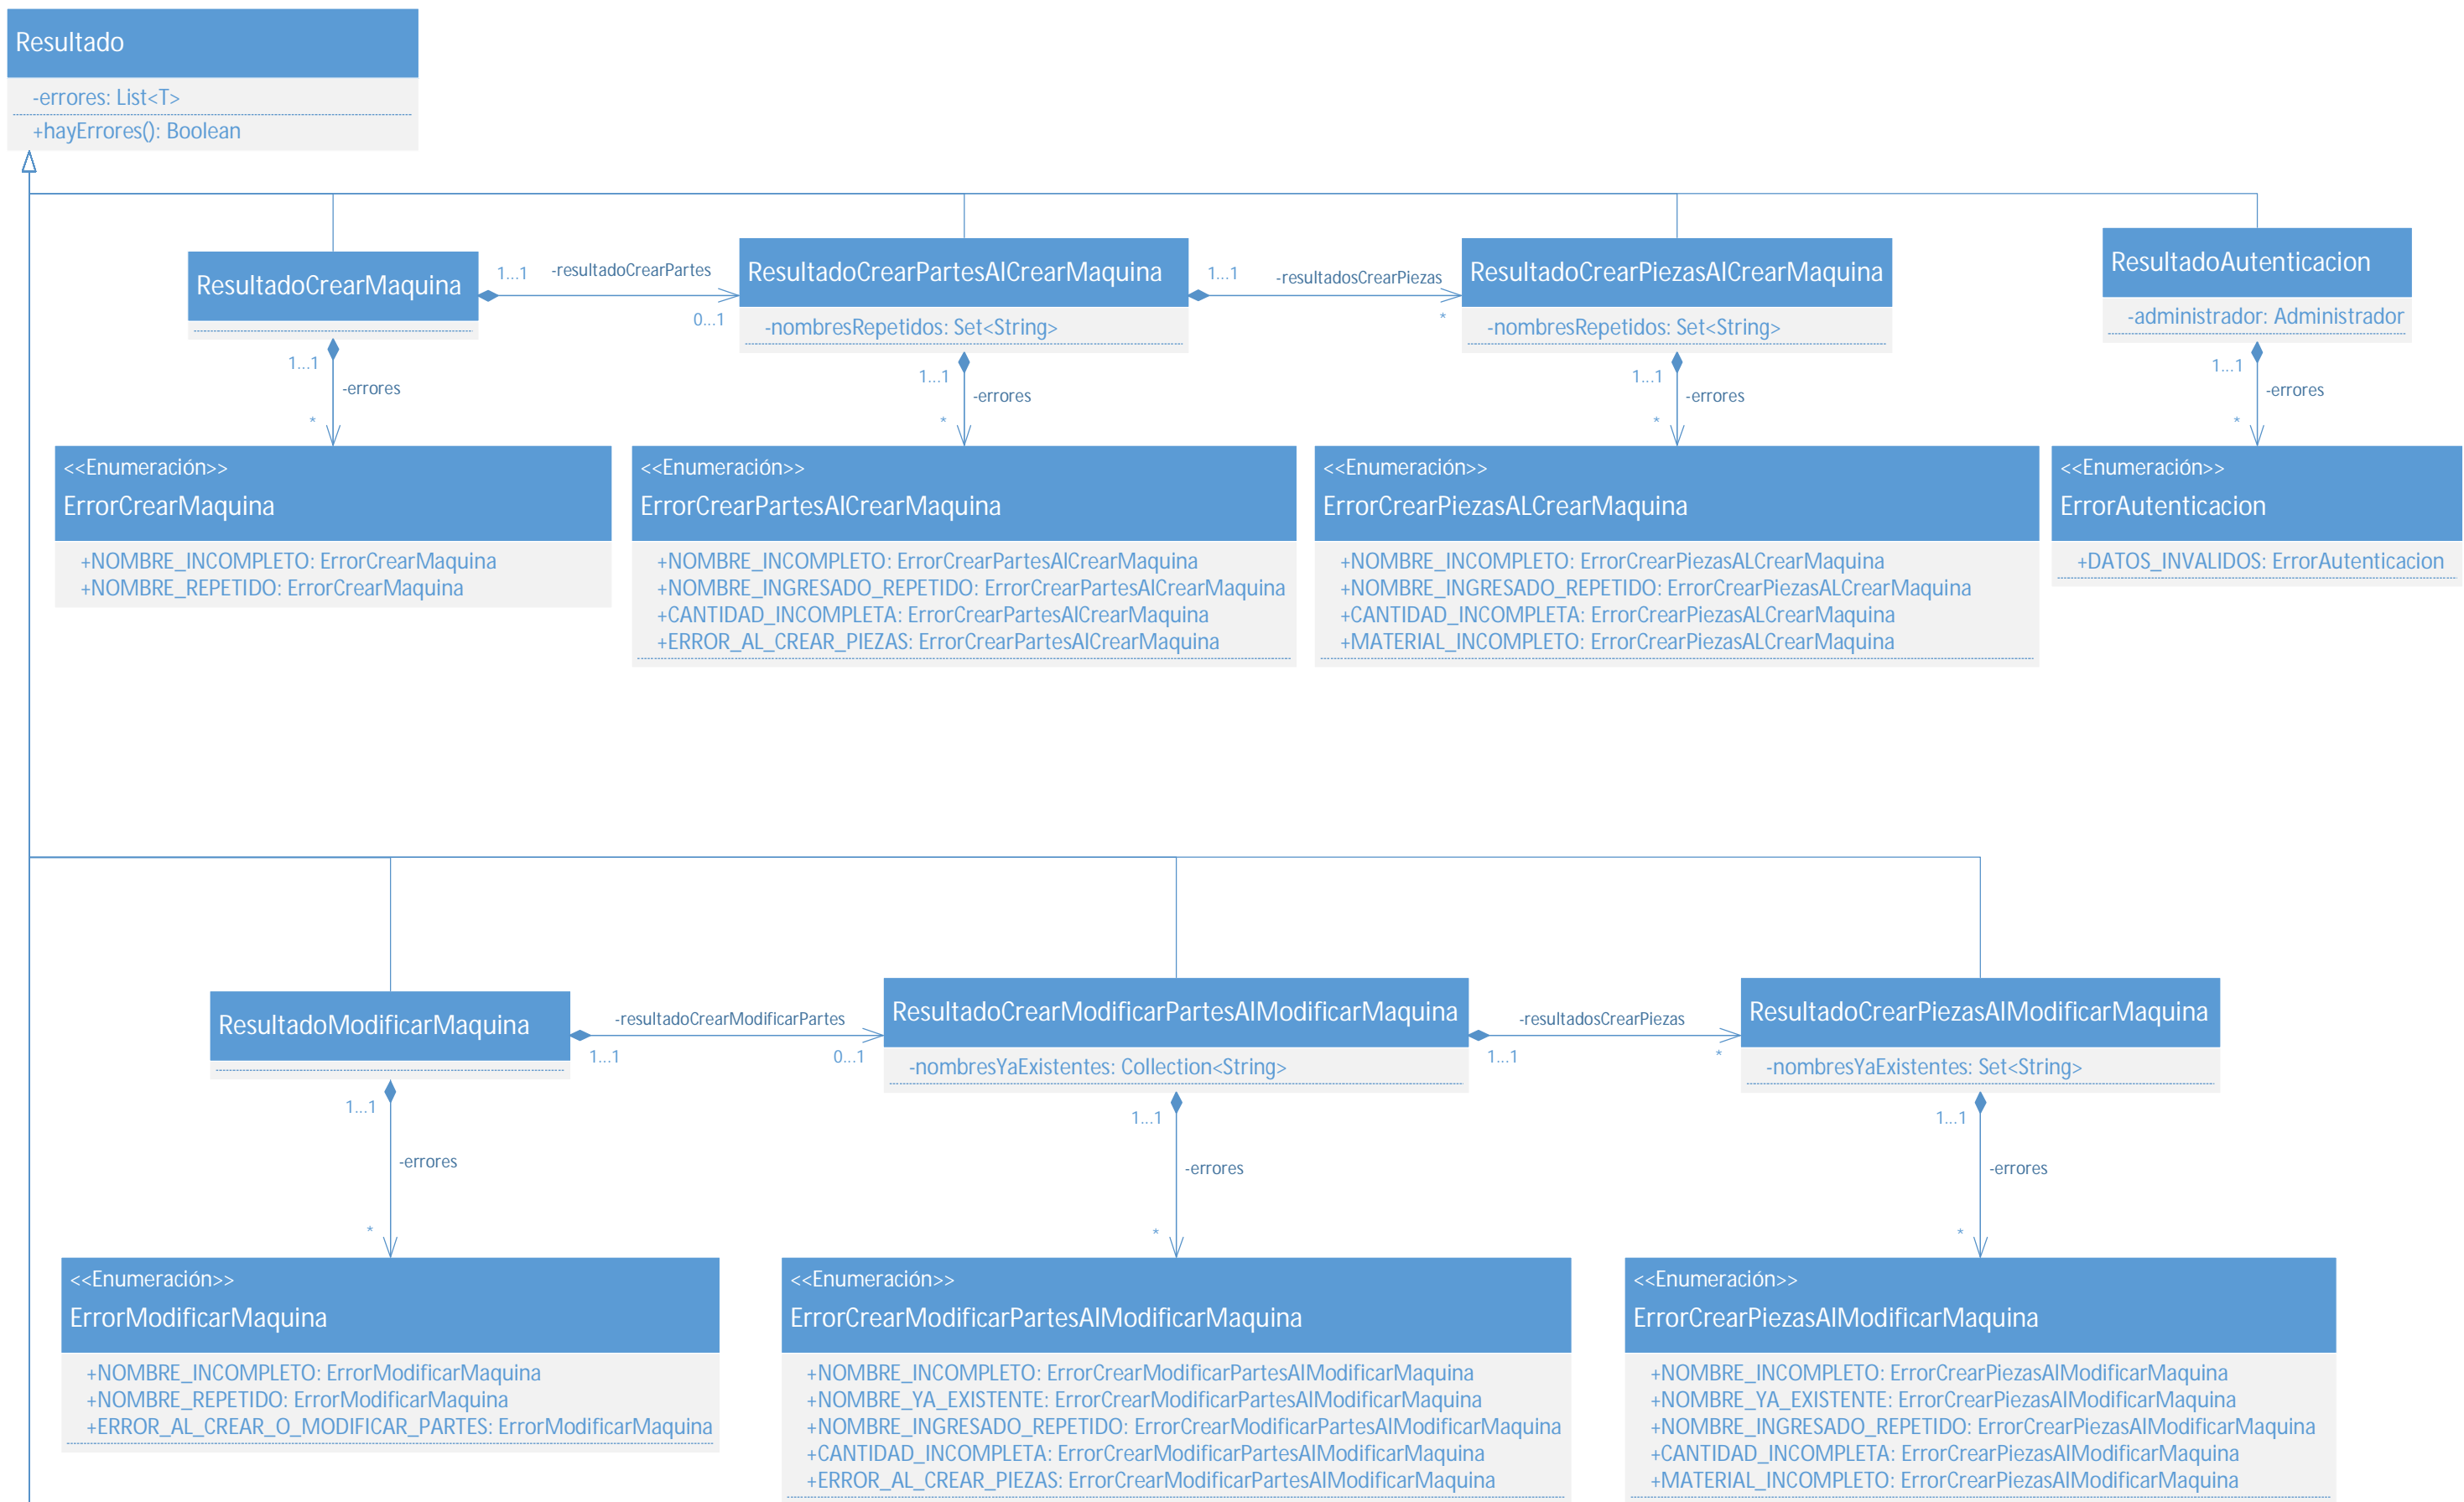 Resultado
-errores: List<T>
+hayErrores(): Boolean
ResultadoCrearMaquina
1...1
-resultadoCrearPartes
0...1
ResultadoCrearPartesAlCrearMaquina
-nombresRepetidos: Set<String>
1...1
-resultadosCrearPiezas
*
ResultadoCrearPiezasAlCrearMaquina
-nombresRepetidos: Set<String>
ResultadoAutenticacion
-administrador: Administrador
1...1
-errores
*
1...1
-errores
*
1...1
-errores
*
1...1
-errores
*
<<Enumeración>>
ErrorCrearMaquina
+NOMBRE_INCOMPLETO: ErrorCrearMaquina
+NOMBRE_REPETIDO: ErrorCrearMaquina
<<Enumeración>>
ErrorCrearPartesAlCrearMaquina
+NOMBRE_INCOMPLETO: ErrorCrearPartesAlCrearMaquina
+NOMBRE_INGRESADO_REPETIDO: ErrorCrearPartesAlCrearMaquina
+CANTIDAD_INCOMPLETA: ErrorCrearPartesAlCrearMaquina
+ERROR_AL_CREAR_PIEZAS: ErrorCrearPartesAlCrearMaquina
<<Enumeración>>
ErrorCrearPiezasALCrearMaquina
+NOMBRE_INCOMPLETO: ErrorCrearPiezasALCrearMaquina
+NOMBRE_INGRESADO_REPETIDO: ErrorCrearPiezasALCrearMaquina
+CANTIDAD_INCOMPLETA: ErrorCrearPiezasALCrearMaquina
+MATERIAL_INCOMPLETO: ErrorCrearPiezasALCrearMaquina
<<Enumeración>>
ErrorAutenticacion
+DATOS_INVALIDOS: ErrorAutenticacion
ResultadoModificarMaquina
1...1
-resultadoCrearModificarPartes
0...1
ResultadoCrearModificarPartesAlModificarMaquina
-nombresYaExistentes: Collection<String>
1...1
-resultadosCrearPiezas
*
ResultadoCrearPiezasAlModificarMaquina
-nombresYaExistentes: Set<String>
1...1
-errores
*
1...1
-errores
*
1...1
-errores
*
<<Enumeración>>
ErrorModificarMaquina
+NOMBRE_INCOMPLETO: ErrorModificarMaquina
+NOMBRE_REPETIDO: ErrorModificarMaquina
+ERROR_AL_CREAR_O_MODIFICAR_PARTES: ErrorModificarMaquina
<<Enumeración>>
ErrorCrearModificarPartesAlModificarMaquina
+NOMBRE_INCOMPLETO: ErrorCrearModificarPartesAlModificarMaquina
+NOMBRE_YA_EXISTENTE: ErrorCrearModificarPartesAlModificarMaquina
+NOMBRE_INGRESADO_REPETIDO: ErrorCrearModificarPartesAlModificarMaquina
+CANTIDAD_INCOMPLETA: ErrorCrearModificarPartesAlModificarMaquina
+ERROR_AL_CREAR_PIEZAS: ErrorCrearModificarPartesAlModificarMaquina
<<Enumeración>>
ErrorCrearPiezasAlModificarMaquina
+NOMBRE_INCOMPLETO: ErrorCrearPiezasAlModificarMaquina
+NOMBRE_YA_EXISTENTE: ErrorCrearPiezasAlModificarMaquina
+NOMBRE_INGRESADO_REPETIDO: ErrorCrearPiezasAlModificarMaquina
+CANTIDAD_INCOMPLETA: ErrorCrearPiezasAlModificarMaquina
+MATERIAL_INCOMPLETO: ErrorCrearPiezasAlModificarMaquina